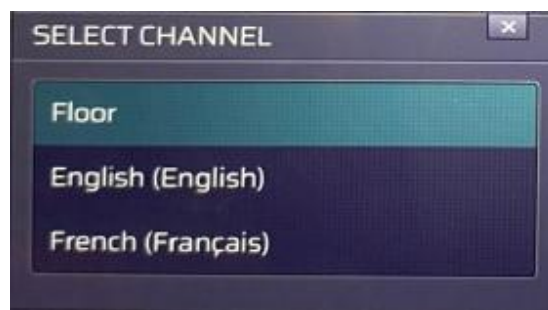 SELECT CHANNEL
Floor
English (English)
French (Français)